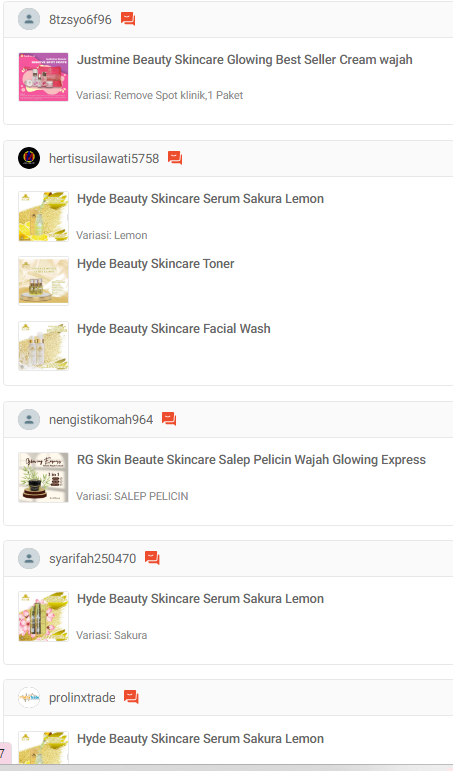 8tzsyo6f96
Justmine Beauty Skincare Glowing Best Seller Cream wajah
Variasi: Remove Spot klinik,1 Paket
hertisusilawati5758
Hyde Beauty Skincare Serum Sakura Lemon
Variasi: Lemon
Hyde Beauty Skincare Toner
Hyde Beauty Skincare Facial Wash
nengistikomah964
RG Skin Beaute Skincare Salep Pelicin Wajah Glowing Express
Variasi: SALEP PELICIN
syarifah250470
Hyde Beauty Skincare Serum Sakura Lemon
Variasi: Sakura
prolinxtrade
Hyde Beauty Skincare Serum Sakura Lemon
7